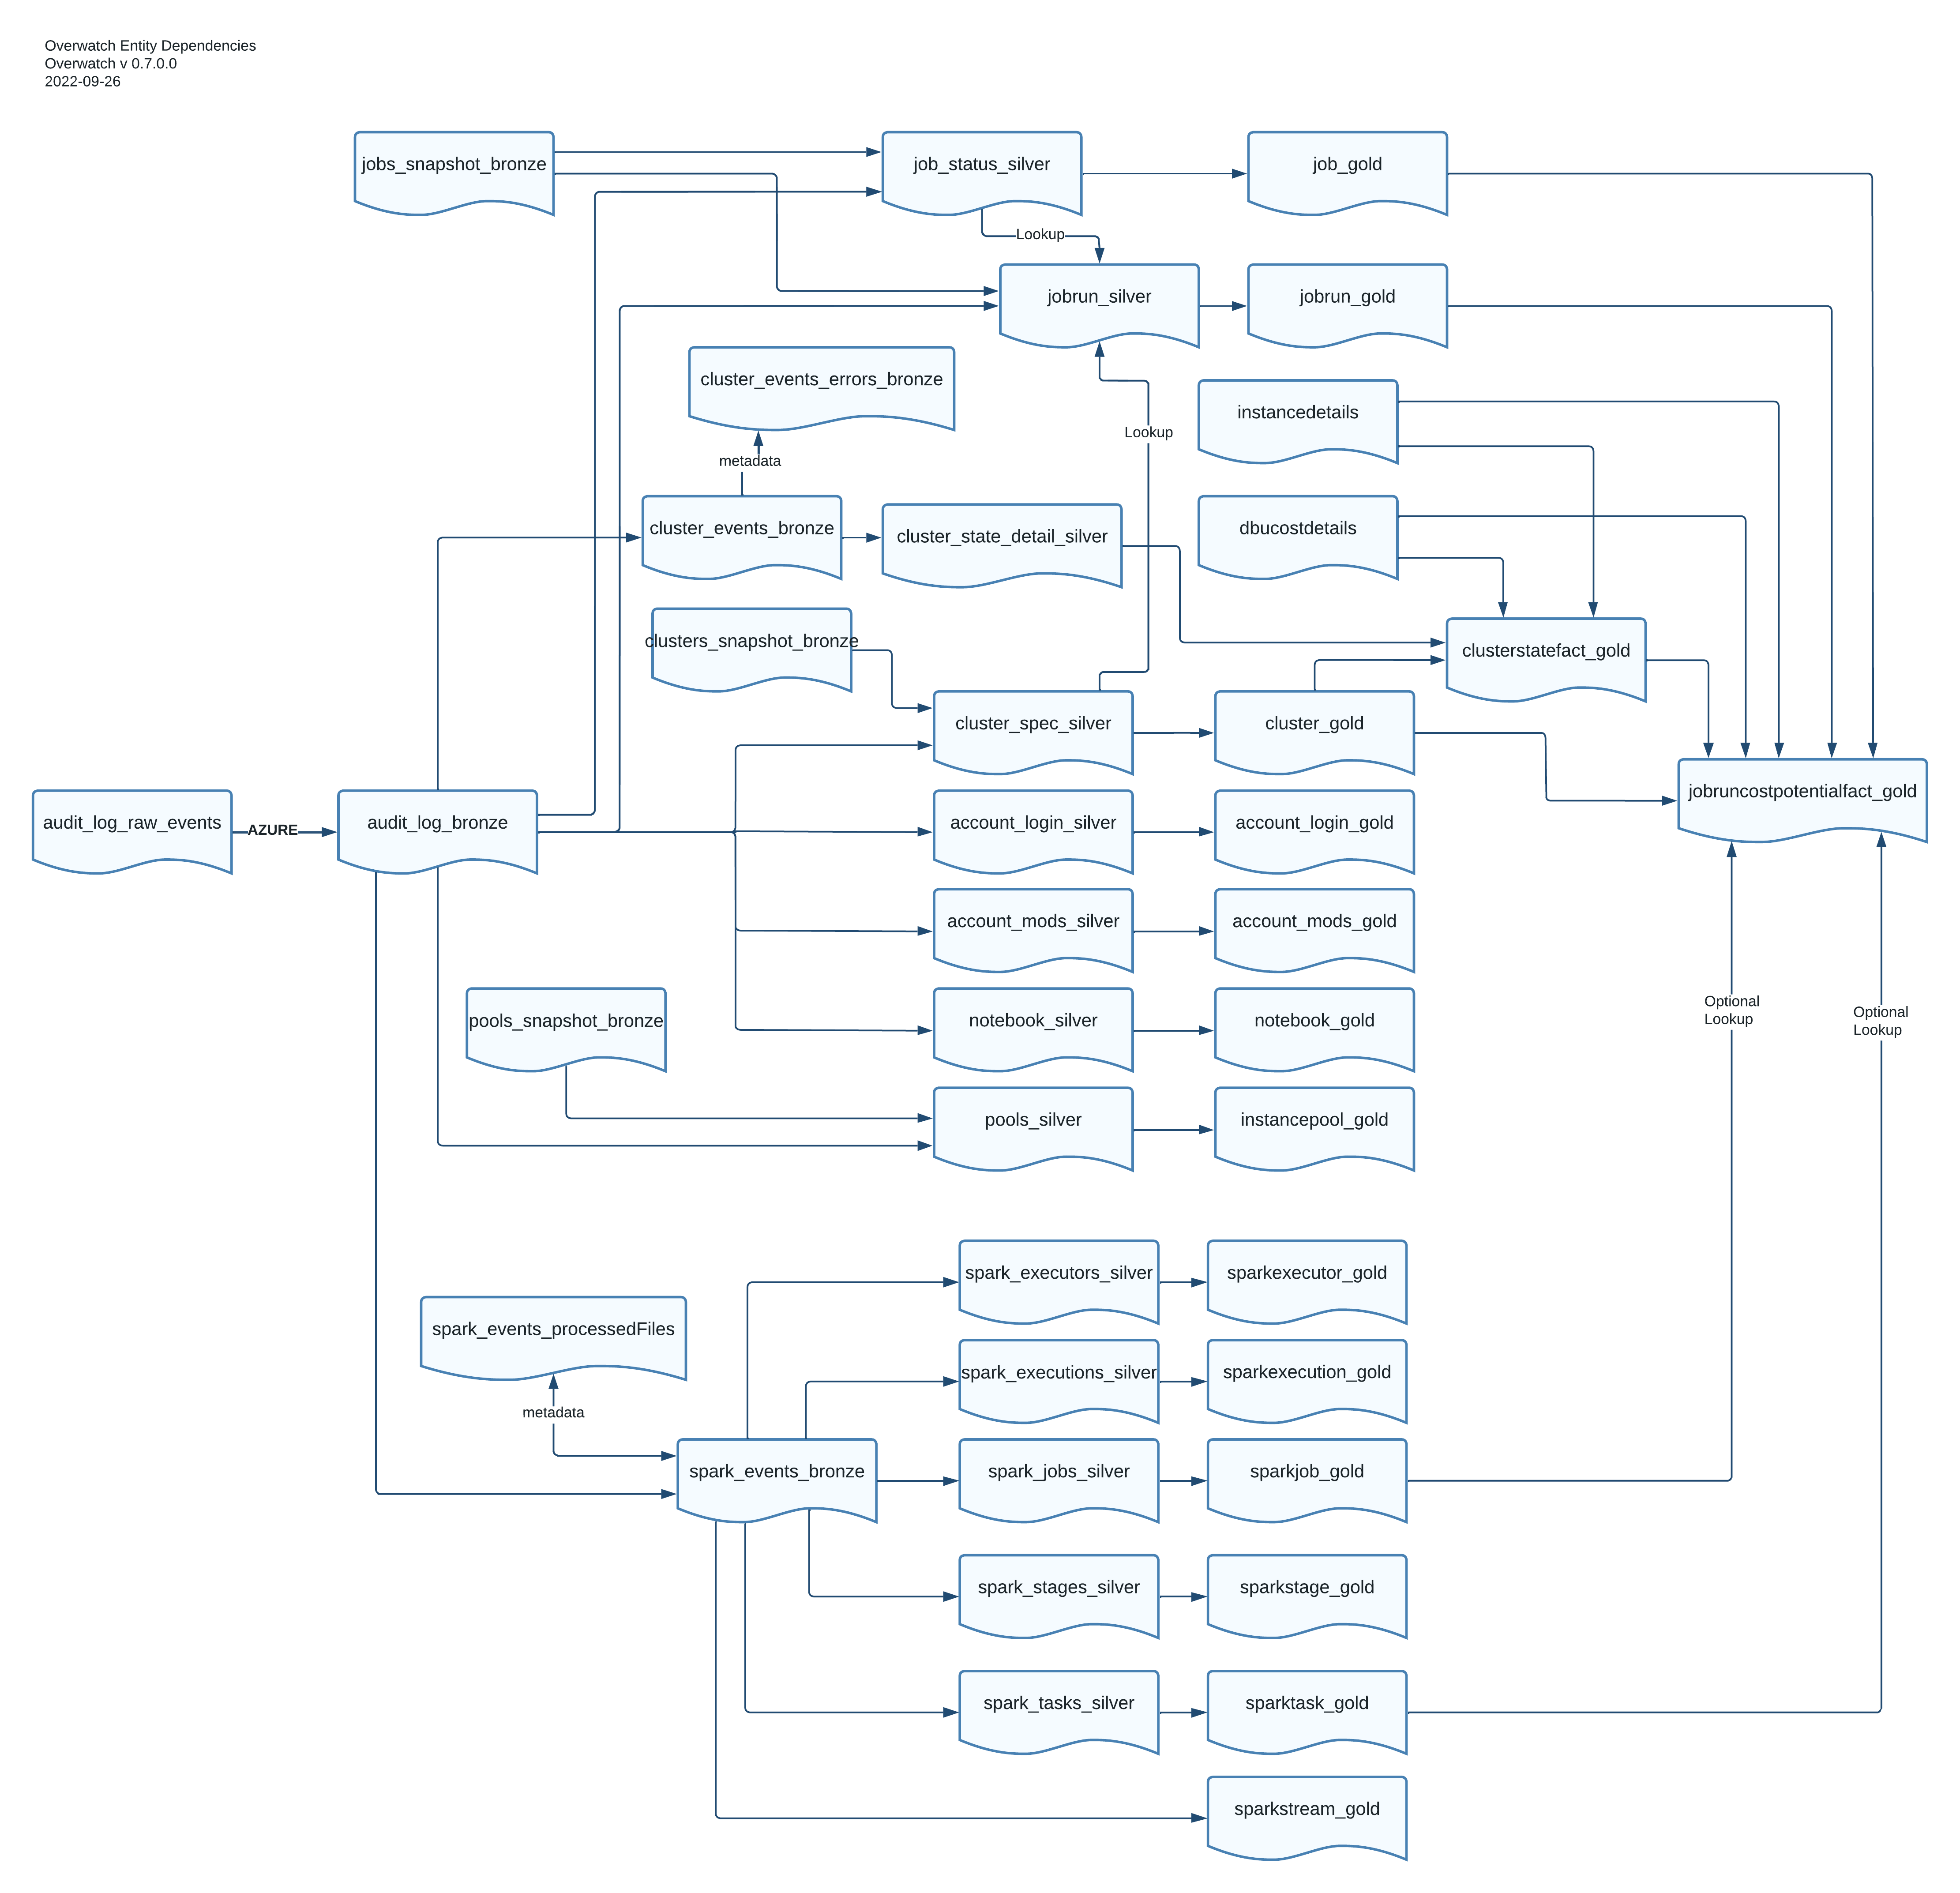 Overwatch Entity Dependencies
Overwatch v 0.7.0.0
2022-09-26
jobs_snapshot_bronze
job_status_silver
job_gold
Lookup
jobrun_silver
jobrun_gold
cluster_events_errors_bronze
instancedetails
Lookup
metadata
cluster_events_bronze
cluster_state_detail_silver
dbucostdetails
clusters_snapshot_bronze
clusterstatefact_gold
cluster_spec_silver
cluster_gold
jobruncostpotentialfact_gold
audit_log_raw_events
AZURE
audit_log_bronze
account_login_silver
account_login_gold
account_mods_silver
account_mods_gold
Optional
Lookup
Optional
Lookup
pools_snapshot_bronze
notebook_silver
notebook_gold
pools_silver
instancepool_gold
spark_executors_silver
sparkexecutor_gold
spark_events_processedFiles
spark_executions_silver
sparkexecution_gold
metadata
spark_events_bronze
spark_jobs_silver
sparkjob_gold
spark_stages_silver
sparkstage_gold
spark_tasks_silver
sparktask_gold
sparkstream_gold